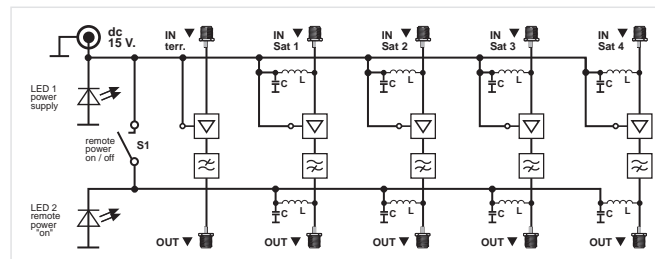 dc
15 V.
IN
terr.
IN
Sat 1
IN
Sat 2
IN
Sat 3
IN
Sat 4
C
L
C
L
C
L
C
L
LED 1
power
supply
remote
power
on / off
S1
LED 2
remote
power
"on"
C
L
C
L
C
L
C
L
OUT
OUT
OUT
OUT
OUT